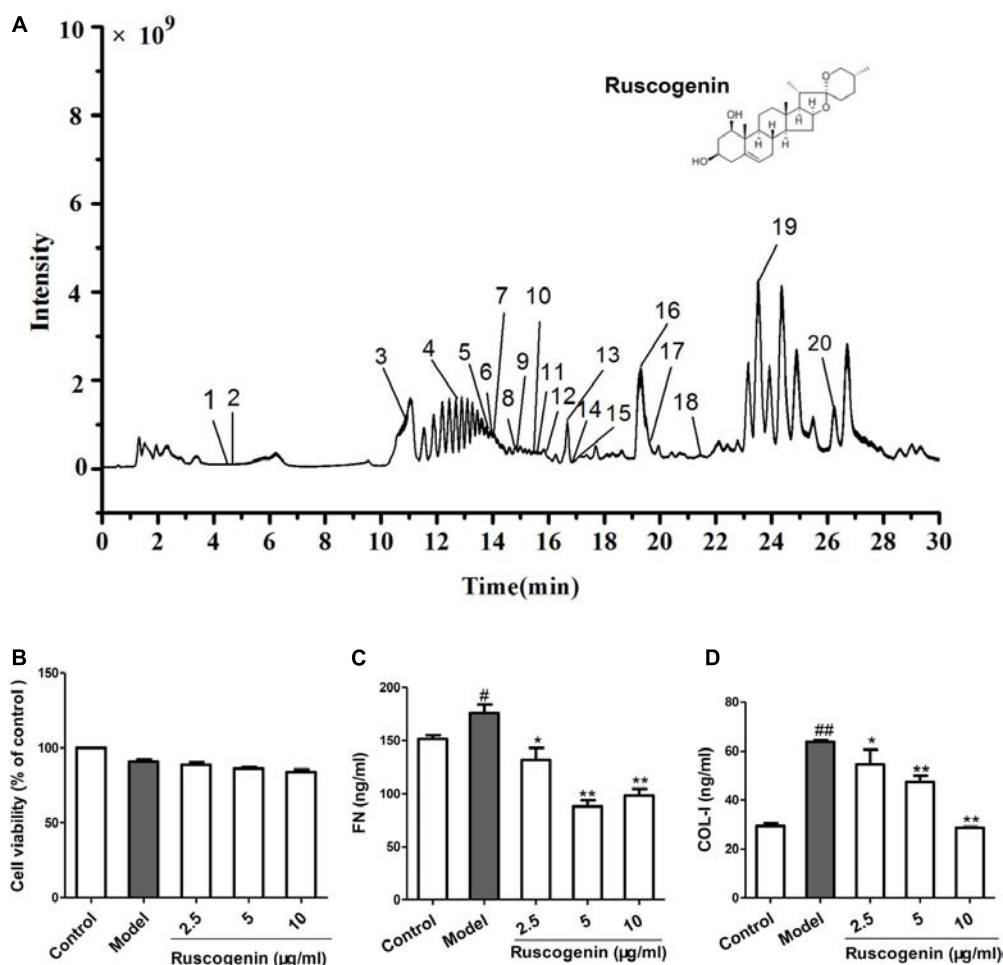 A
10 × 10⁹
8
6
4
2
0
Intensity
Ruscogenin
OH
HO
H
H
H
H
O
O
1 2 3 4 5 6 7 8 9 10 11 12 13 14 15 16 17 18 19 20
0 2 4 6 8 10 12 14 16 18 20 22 24 26 28 30
Time(min)
B
150
100
50
0
Cell viability (% of control )
Control Model 2.5 5 10
Ruscogenin (µg/ml)
C
200
150
100
50
0
FN (ng/ml)
# * ** **
Control Model 2.5 5 10
Ruscogenin (µg/ml)
D
80
60
40
20
0
COL-I (ng/ml)
## * ** **
Control Model 2.5 5 10
Ruscogenin (µg/ml)